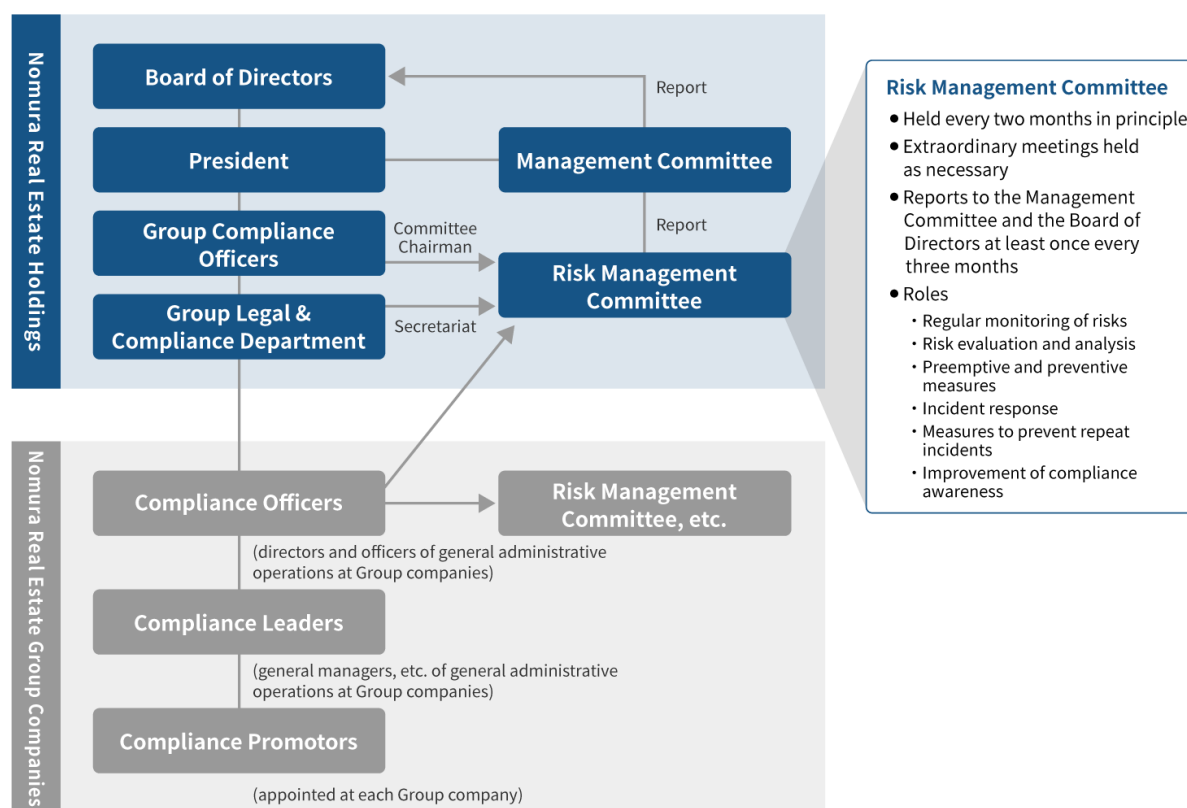 Nomura Real Estate Holdings
Board of Directors
Report
President
Management Committee
Group Compliance
Officers
Committee
Chairman
Report
Risk Management
Committee
Group Legal &
Compliance Department
Secretariat
Risk Management Committee
● Held every two months in principle
● Extraordinary meetings held
as necessary
● Reports to the Management
Committee and the Board of
Directors at least once every
three months
● Roles
・Regular monitoring of risks
・Risk evaluation and analysis
・Preemptive and preventive
measures
・Incident response
・Measures to prevent repeat
incidents
・Improvement of compliance
awareness
Nomura Real Estate Group Companies
Compliance Officers
Risk Management
Committee, etc.
(directors and officers of general administrative
operations at Group companies)
Compliance Leaders
(general managers, etc. of general administrative
operations at Group companies)
Compliance Promotors
(appointed at each Group company)